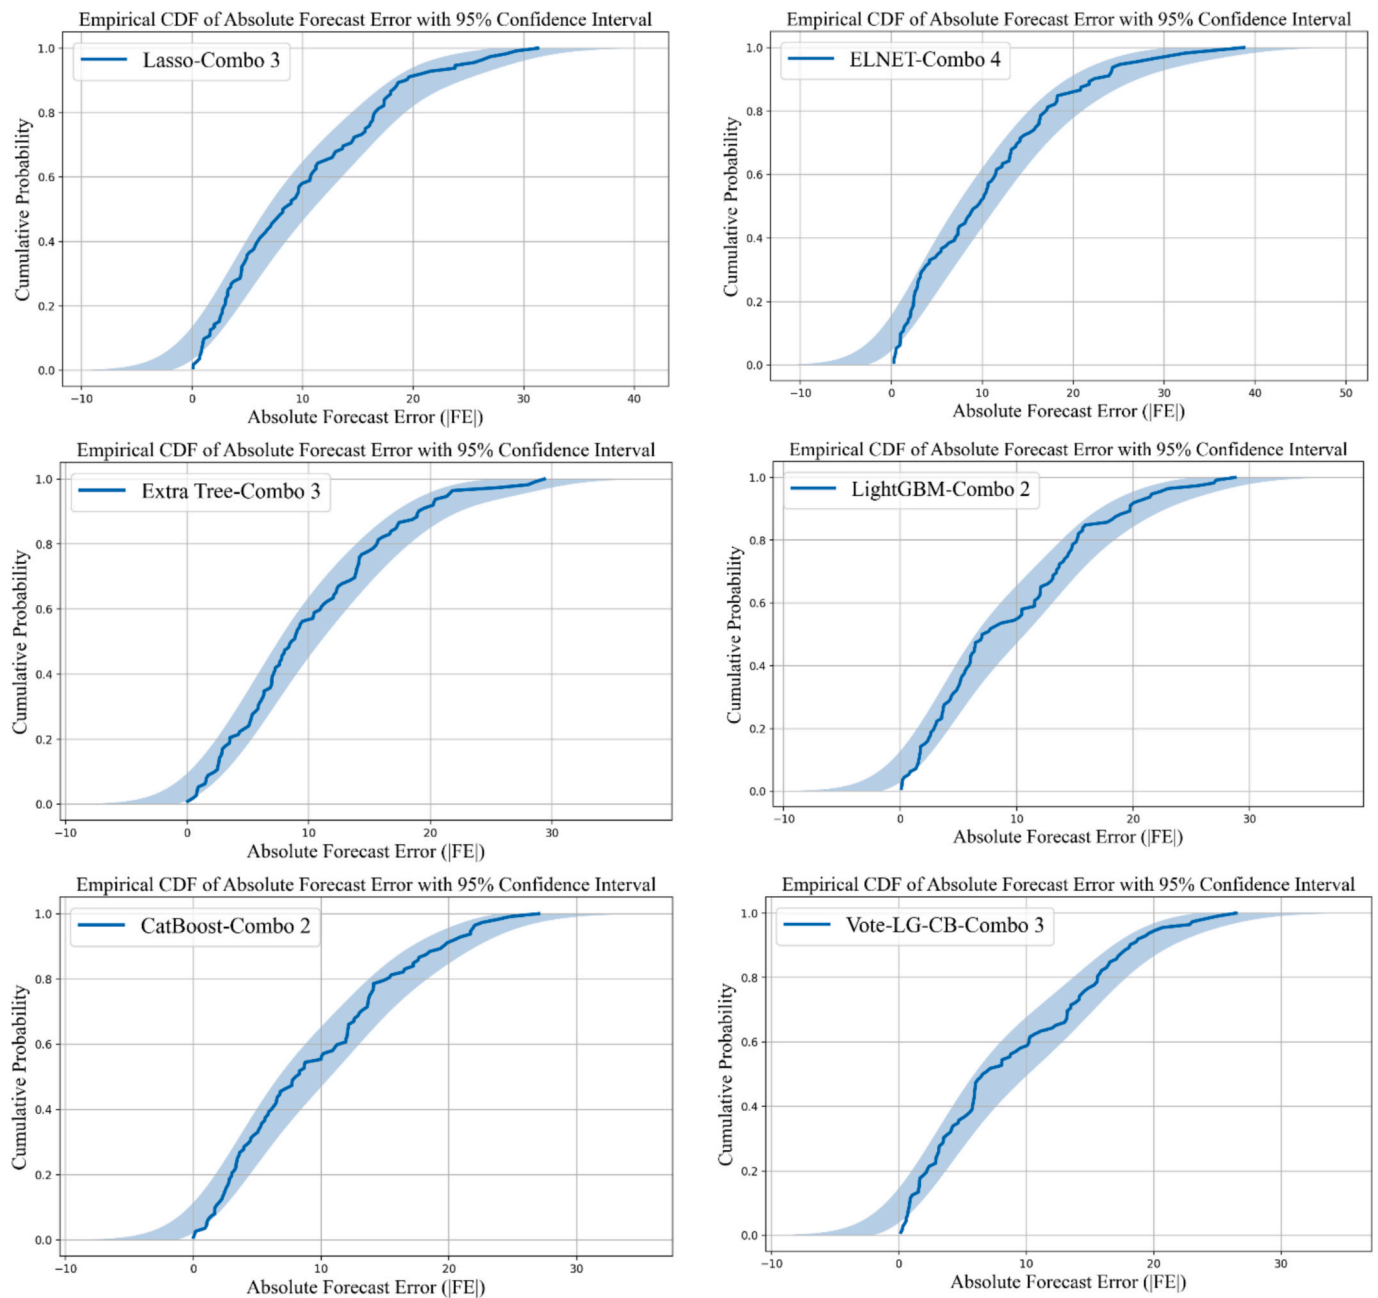 Empirical CDF of Absolute Forecast Error with 95% Confidence Interval
Lasso-Combo 3
Cumulative Probability
1.0
0.8
0.6
0.4
0.2
0.0
−10 0 10 20 30 40
Absolute Forecast Error (|FE|)
Empirical CDF of Absolute Forecast Error with 95% Confidence Interval
ELNET-Combo 4
Cumulative Probability
1.0
0.8
0.6
0.4
0.2
0.0
−10 0 10 20 30 40 50
Absolute Forecast Error (|FE|)
Empirical CDF of Absolute Forecast Error with 95% Confidence Interval
Extra Tree-Combo 3
Cumulative Probability
1.0
0.8
0.6
0.4
0.2
0.0
−10 0 10 20 30
Absolute Forecast Error (|FE|)
Empirical CDF of Absolute Forecast Error with 95% Confidence Interval
LightGBM-Combo 2
Cumulative Probability
1.0
0.8
0.6
0.4
0.2
0.0
−10 0 10 20 30
Absolute Forecast Error (|FE|)
Empirical CDF of Absolute Forecast Error with 95% Confidence Interval
CatBoost-Combo 2
Cumulative Probability
1.0
0.8
0.6
0.4
0.2
0.0
−10 0 10 20 30
Absolute Forecast Error (|FE|)
Empirical CDF of Absolute Forecast Error with 95% Confidence Interval
Vote-LG-CB-Combo 3
Cumulative Probability
1.0
0.8
0.6
0.4
0.2
0.0
−10 0 10 20 30
Absolute Forecast Error (|FE|)